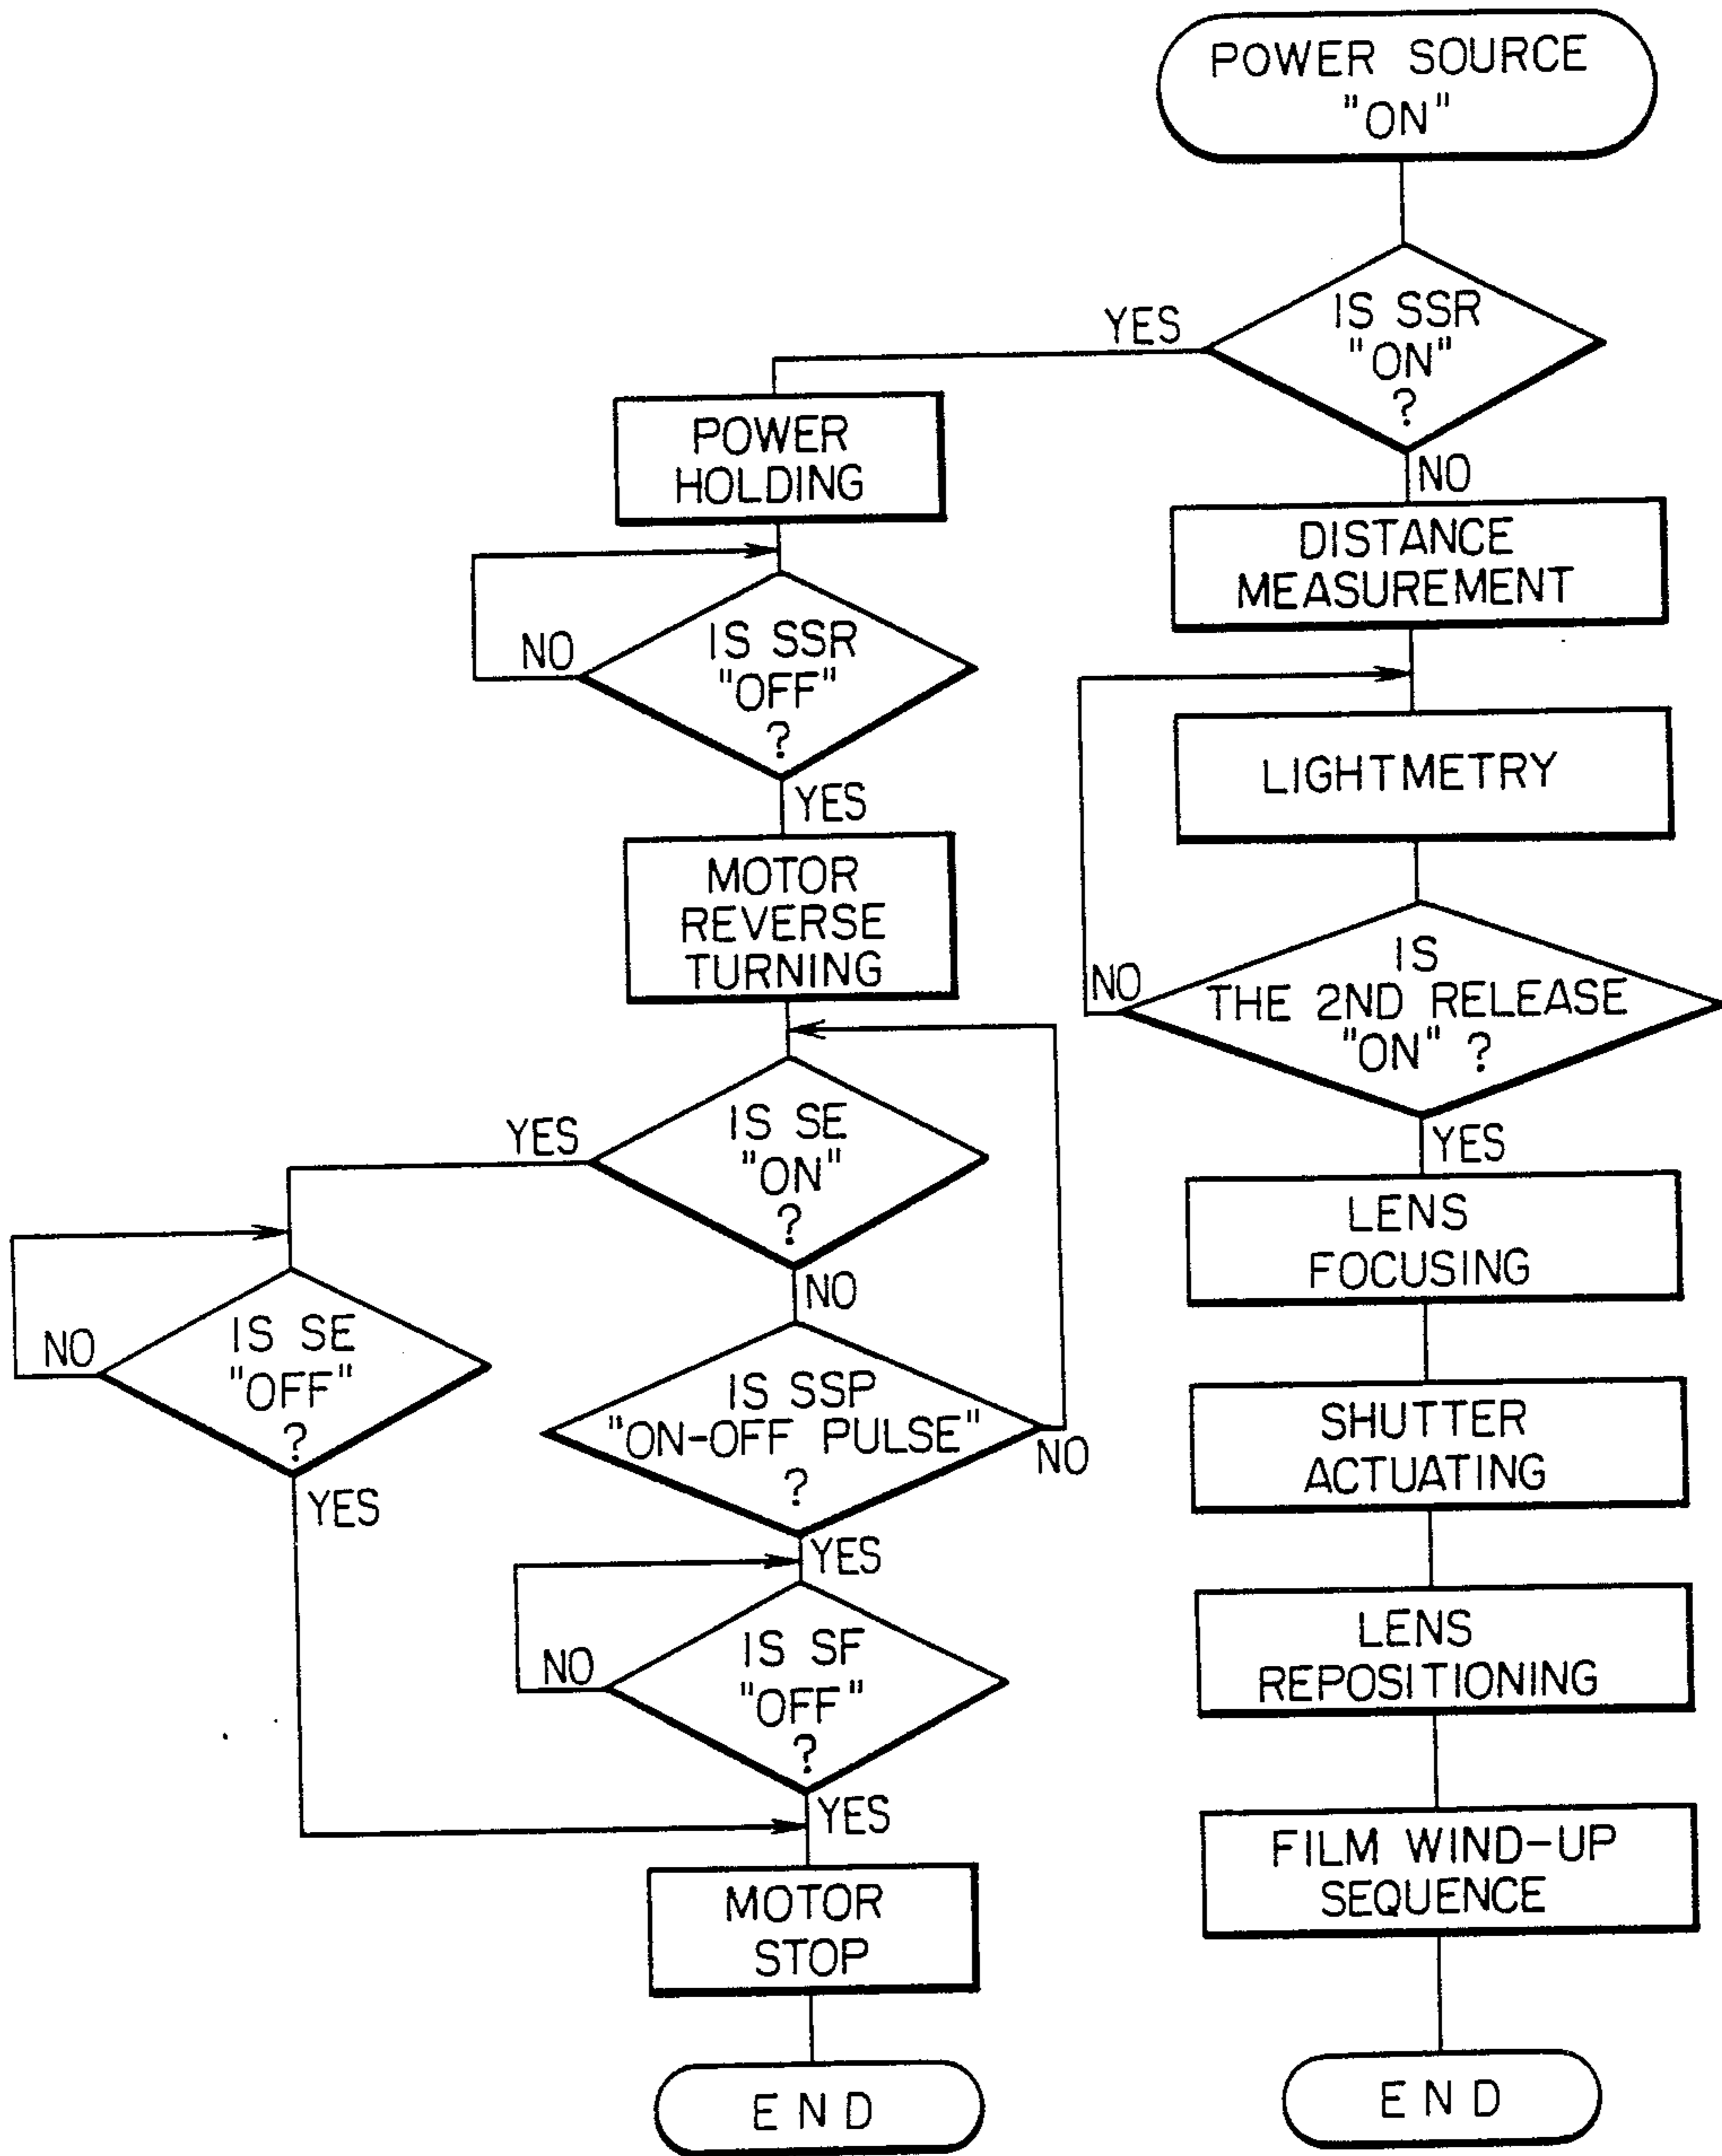 POWER SOURCE
"ON"
IS SSR
"ON"
?
YES
NO
POWER
HOLDING
IS SSR
"OFF"
?
NO
YES
MOTOR
REVERSE
TURNING
IS SE
"ON"
?
YES
NO
IS SE
"OFF"
?
NO
YES
IS SSP
"ON-OFF PULSE"
?
NO
YES
IS SF
"OFF"
?
NO
YES
MOTOR
STOP
END
DISTANCE
MEASUREMENT
LIGHTMETRY
IS
THE 2ND RELEASE
"ON" ?
NO
YES
LENS
FOCUSING
SHUTTER
ACTUATING
LENS
REPOSITIONING
FILM WIND-UP
SEQUENCE
END